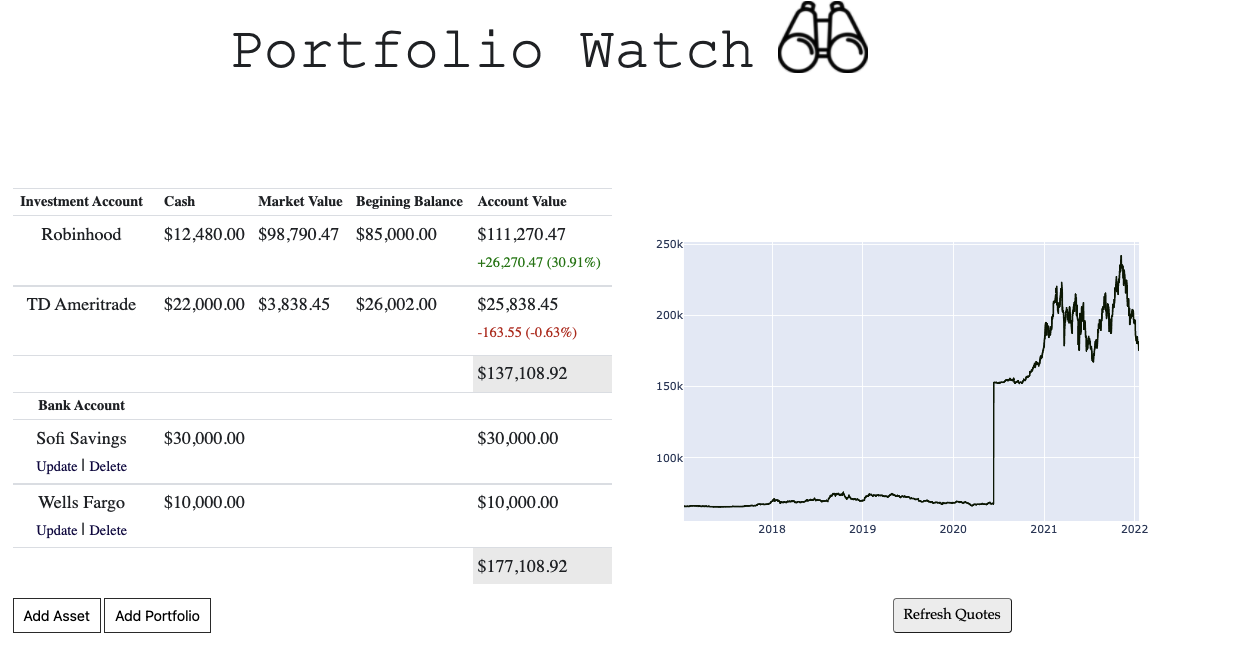 Portfolio Watch
Investment Account Cash Market Value Begining Balance Account Value
Robinhood $12,480.00 $98,790.47 $85,000.00 $111,270.47
+26,270.47 (30.91%)
TD Ameritrade $22,000.00 $3,838.45 $26,002.00 $25,838.45
-163.55 (-0.63%)
$137,108.92
Bank Account
Sofi Savings $30,000.00 $30,000.00
Update | Delete
Wells Fargo $10,000.00 $10,000.00
Update | Delete
$177,108.92
Add Asset Add Portfolio
250k
200k
150k
100k
2018 2019 2020 2021 2022
Refresh Quotes